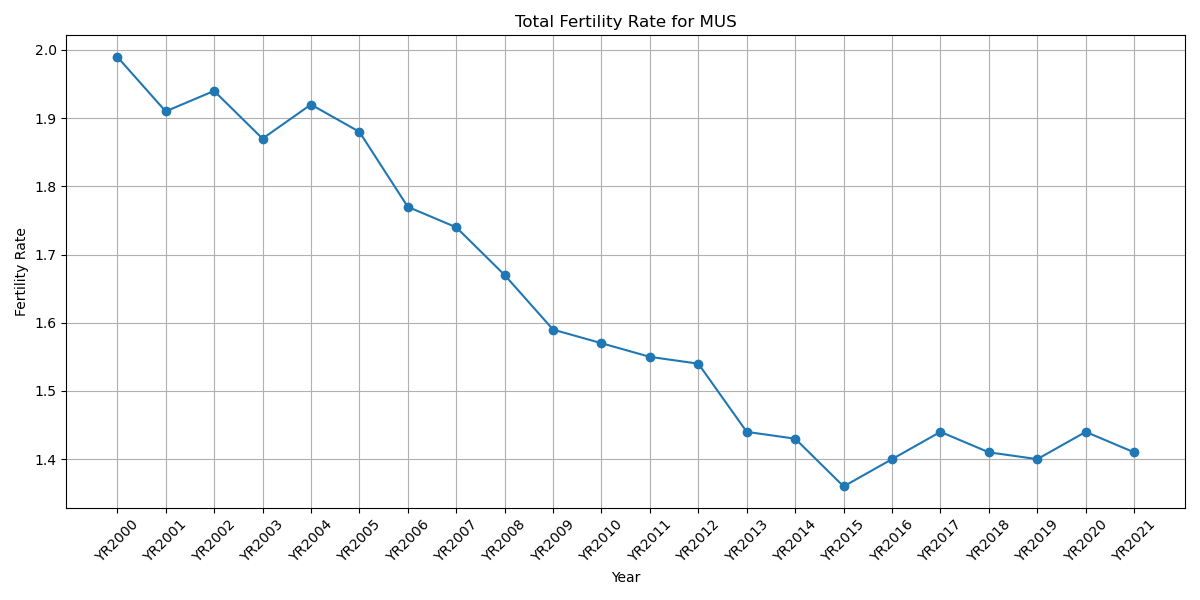 Total Fertility Rate for MUS
2.0
1.9
1.8
1.7
1.6
1.5
1.4
Fertility Rate
YR2000
YR2001
YR2002
YR2003
YR2004
YR2005
YR2006
YR2007
YR2008
YR2009
YR2010
YR2011
YR2012
YR2013
YR2014
YR2015
YR2016
YR2017
YR2018
YR2019
YR2020
YR2021
Year